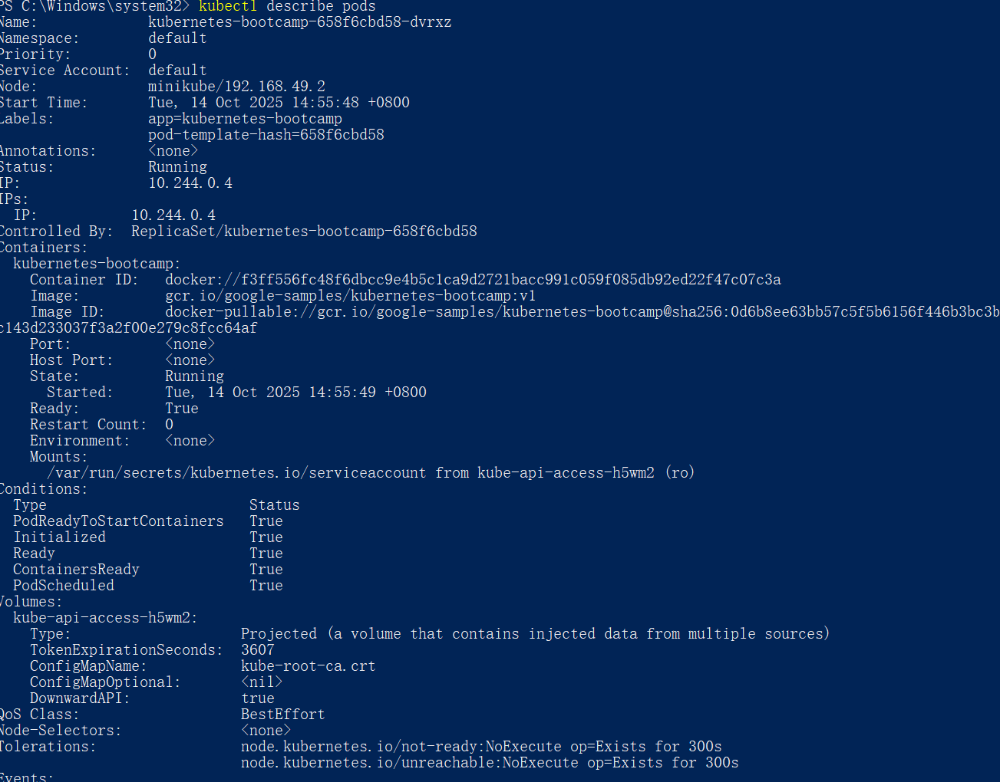 PS C:\Windows\system32> kubectl describe pods
Name:             kubernetes-bootcamp-658f6cbd58-dvrxz
Namespace:        default
Priority:         0
Service Account:  default
Node:             minikube/192.168.49.2
Start Time:       Tue, 14 Oct 2025 14:55:48 +0800
Labels:           app=kubernetes-bootcamp
                  pod-template-hash=658f6cbd58
Annotations:      <none>
Status:           Running
IP:               10.244.0.4
IPs:
  IP:           10.244.0.4
Controlled By:  ReplicaSet/kubernetes-bootcamp-658f6cbd58
Containers:
  kubernetes-bootcamp:
    Container ID:   docker://f3ff556fc48f6dbcc9e4b5c1ca9d2721bacc991c059f085db92ed22f47c07c3a
    Image:          gcr.io/google-samples/kubernetes-bootcamp:v1
    Image ID:       docker-pullable://gcr.io/google-samples/kubernetes-bootcamp@sha256:0d6b8ee63bb57c5f5b6156f446b3bc3b
c143d233037f3a2f00e279c8fcc64af
    Port:           <none>
    Host Port:      <none>
    State:          Running
      Started:      Tue, 14 Oct 2025 14:55:49 +0800
    Ready:          True
    Restart Count:  0
    Environment:    <none>
    Mounts:
      /var/run/secrets/kubernetes.io/serviceaccount from kube-api-access-h5wm2 (ro)
Conditions:
  Type                        Status
  PodReadyToStartContainers   True
  Initialized                 True
  Ready                       True
  ContainersReady             True
  PodScheduled                True
Volumes:
  kube-api-access-h5wm2:
    Type:                    Projected (a volume that contains injected data from multiple sources)
    TokenExpirationSeconds:  3607
    ConfigMapName:           kube-root-ca.crt
    ConfigMapOptional:       <nil>
    DownwardAPI:             true
QoS Class:                   BestEffort
Node-Selectors:              <none>
Tolerations:                 node.kubernetes.io/not-ready:NoExecute op=Exists for 300s
                             node.kubernetes.io/unreachable:NoExecute op=Exists for 300s
Events: